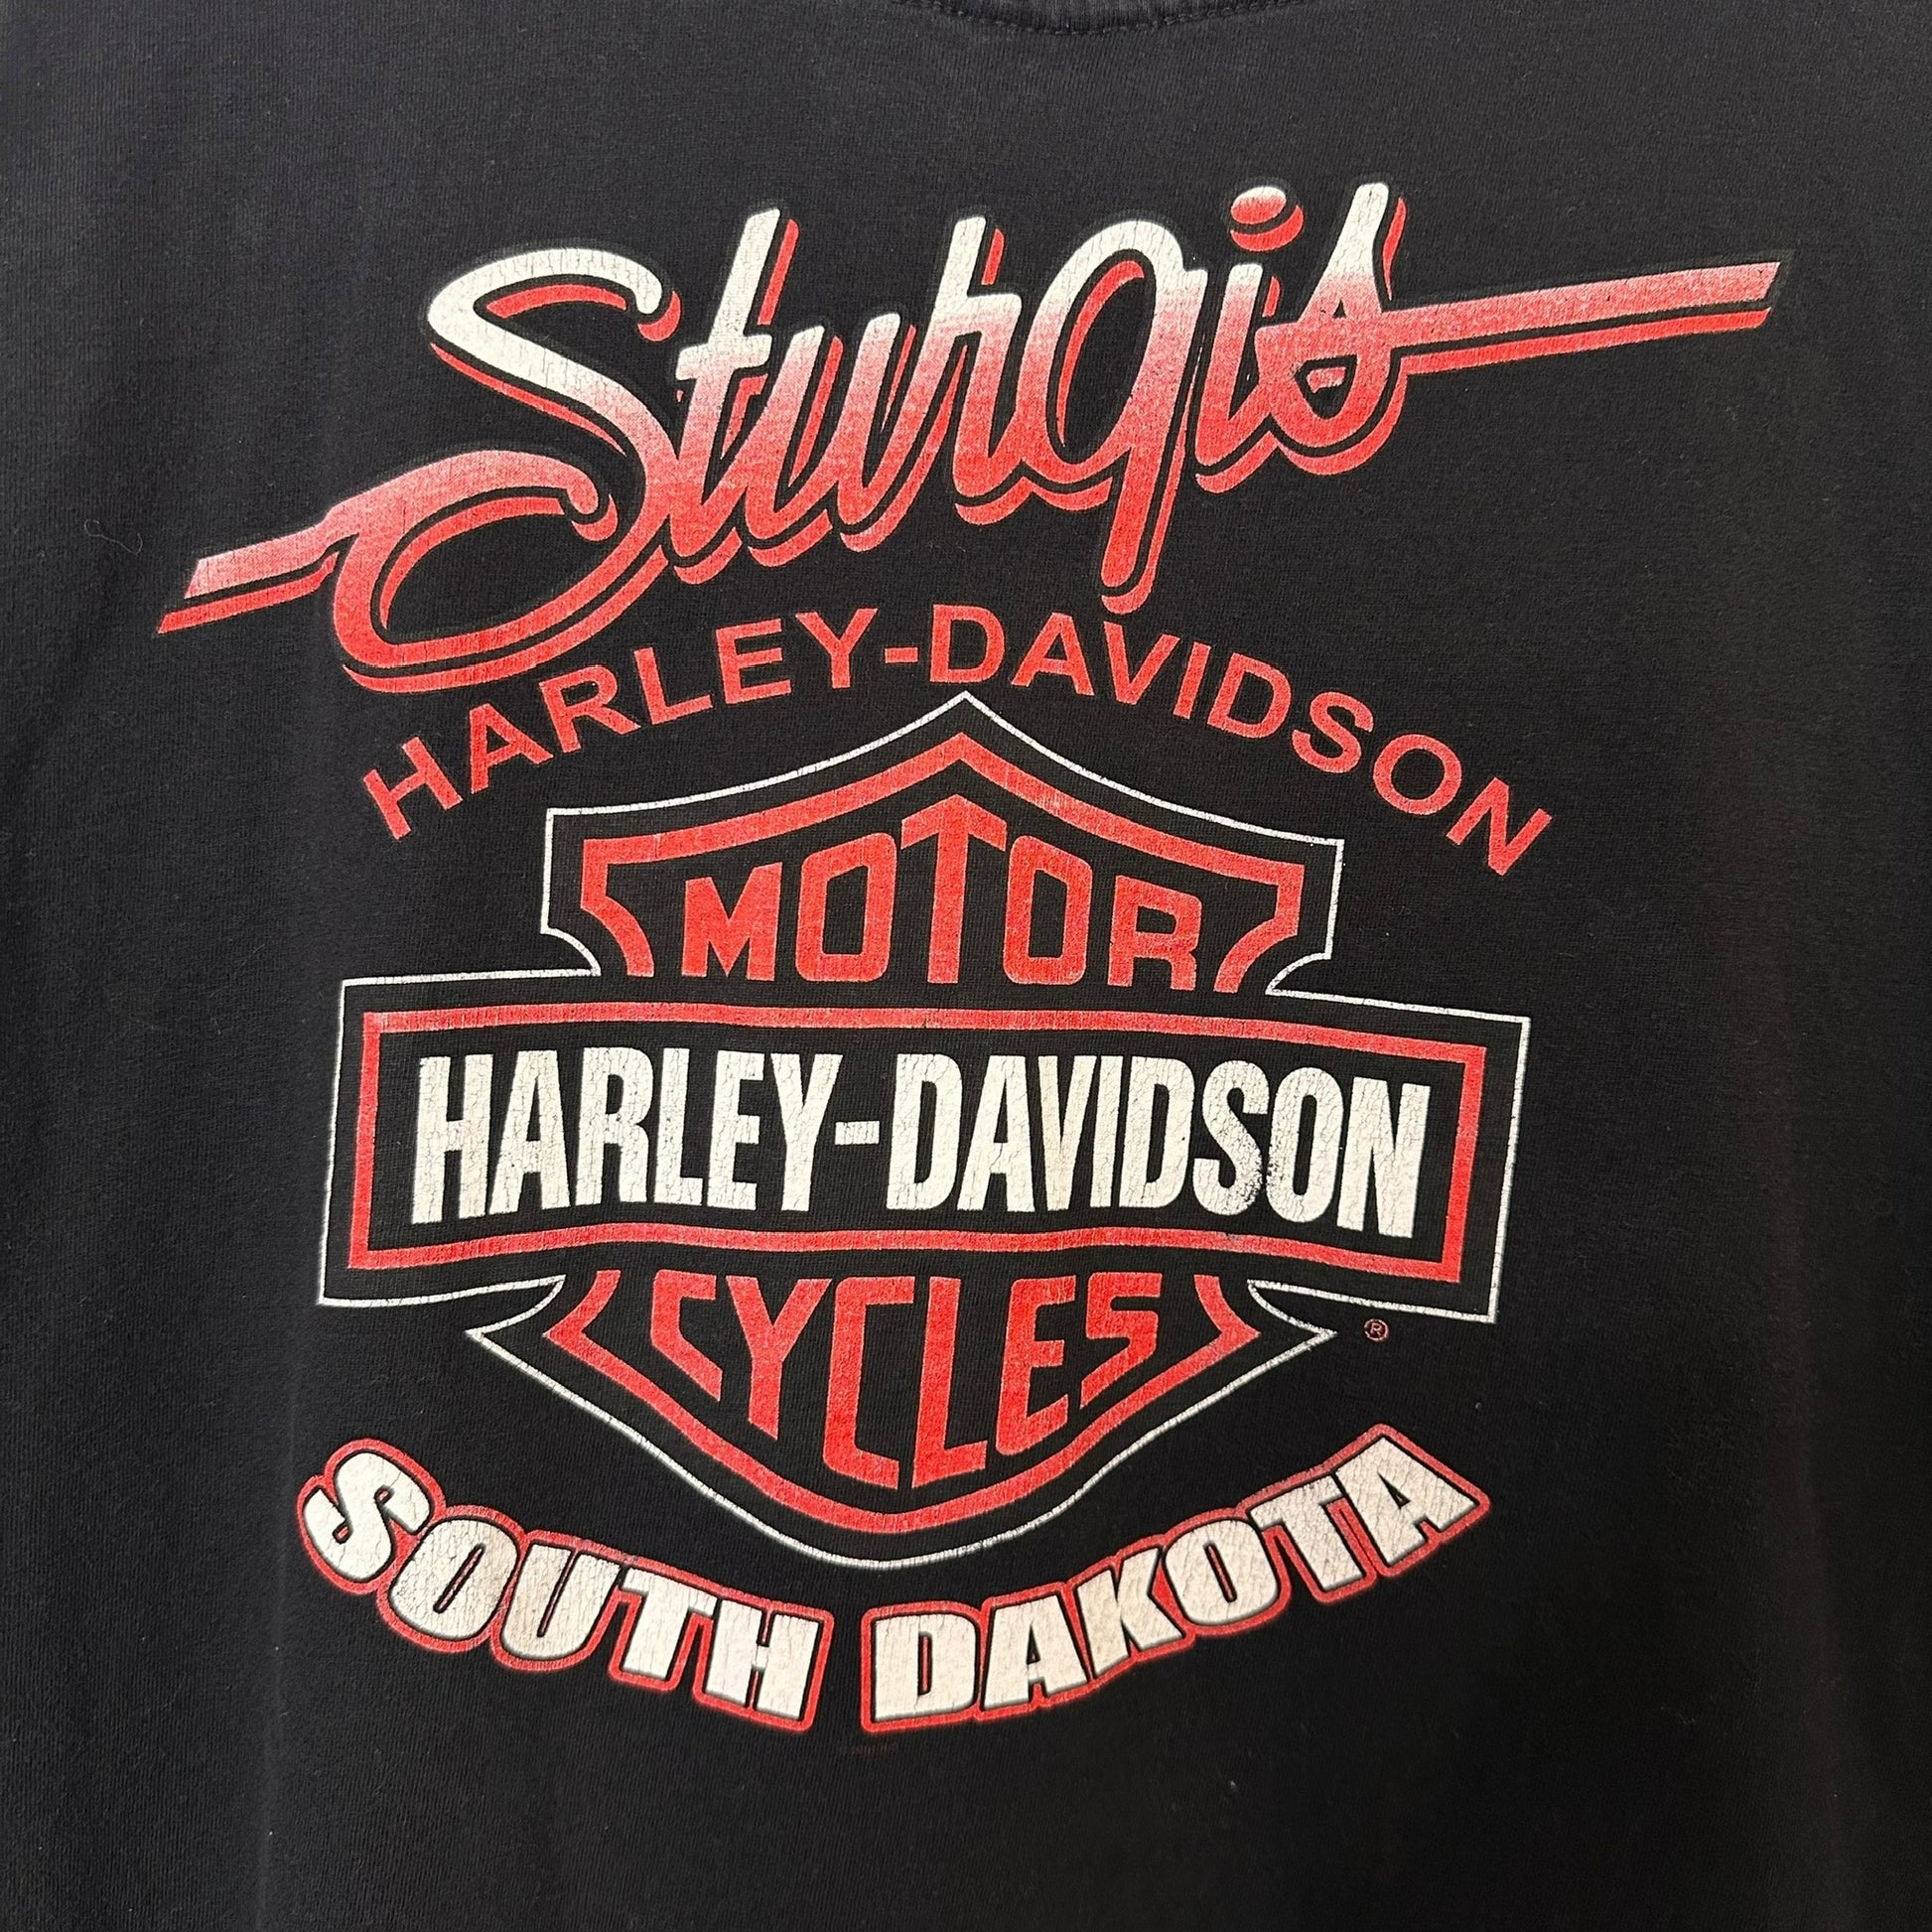 Sturgis
HARLEY-DAVIDSON
MOTOR
HARLEY-DAVIDSON
CYCLES
®
SOUTH DAKOTA